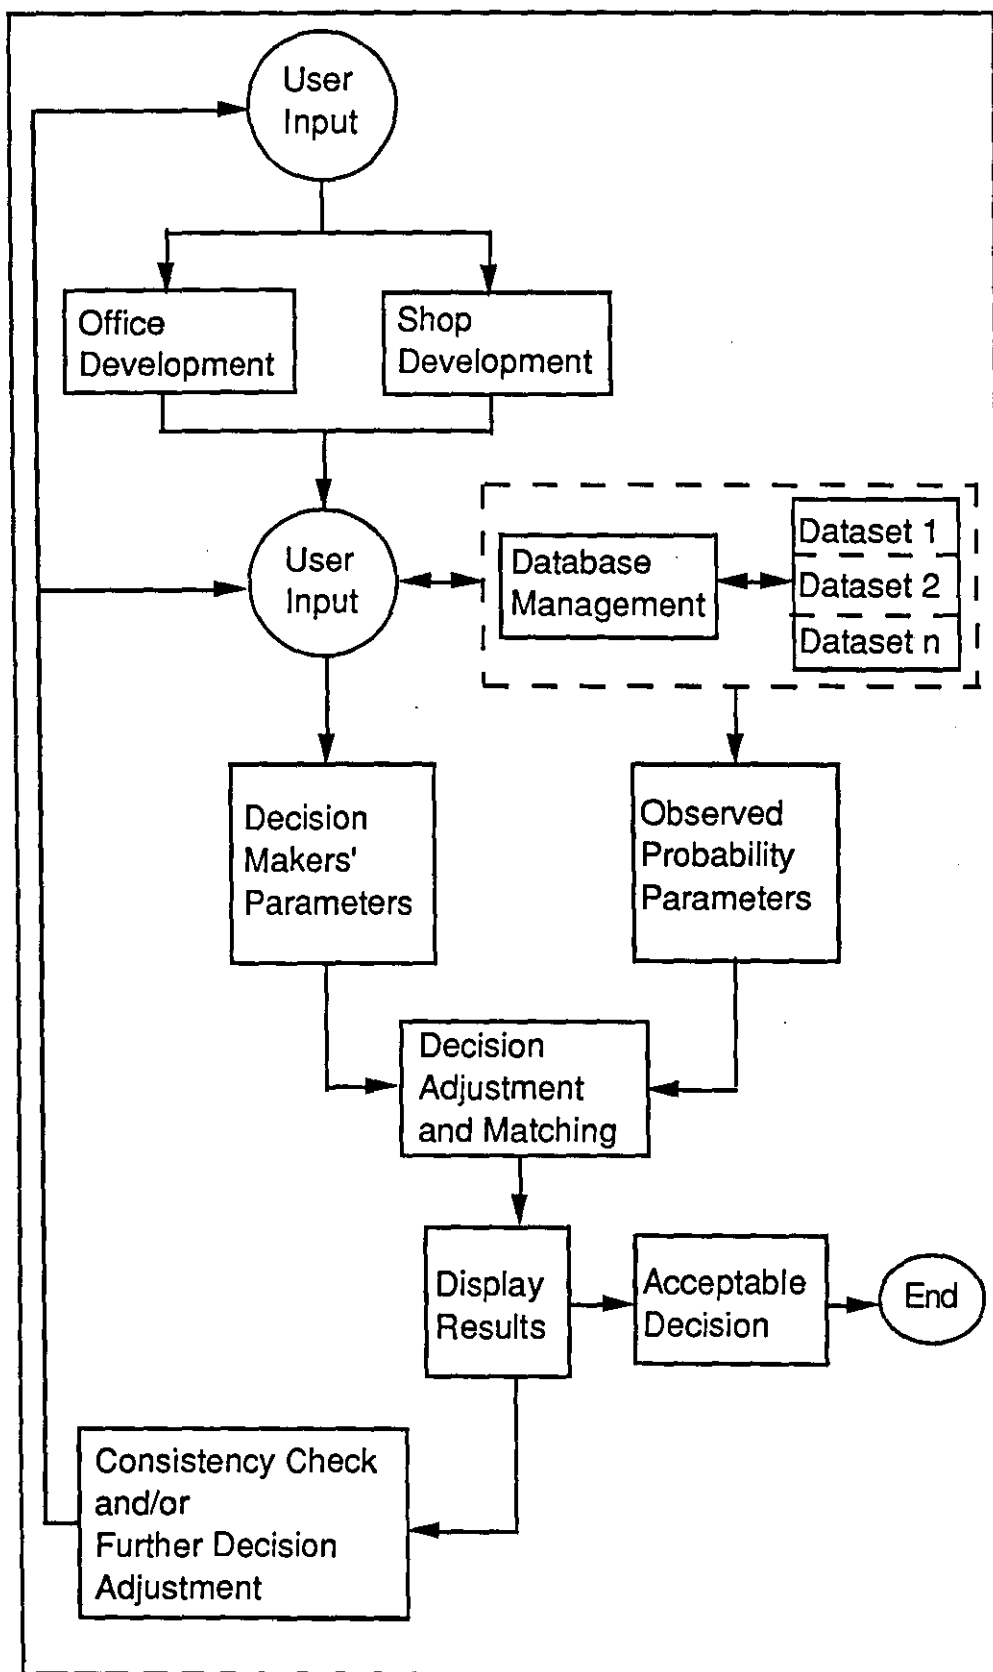 User
Input
Office
Development
Shop
Development
User
Input
Database
Management
Dataset 1
Dataset 2
Dataset n
Decision
Makers'
Parameters
Observed
Probability
Parameters
Decision
Adjustment
and Matching
Display
Results
Acceptable
Decision
End
Consistency Check
and/or
Further Decision
Adjustment